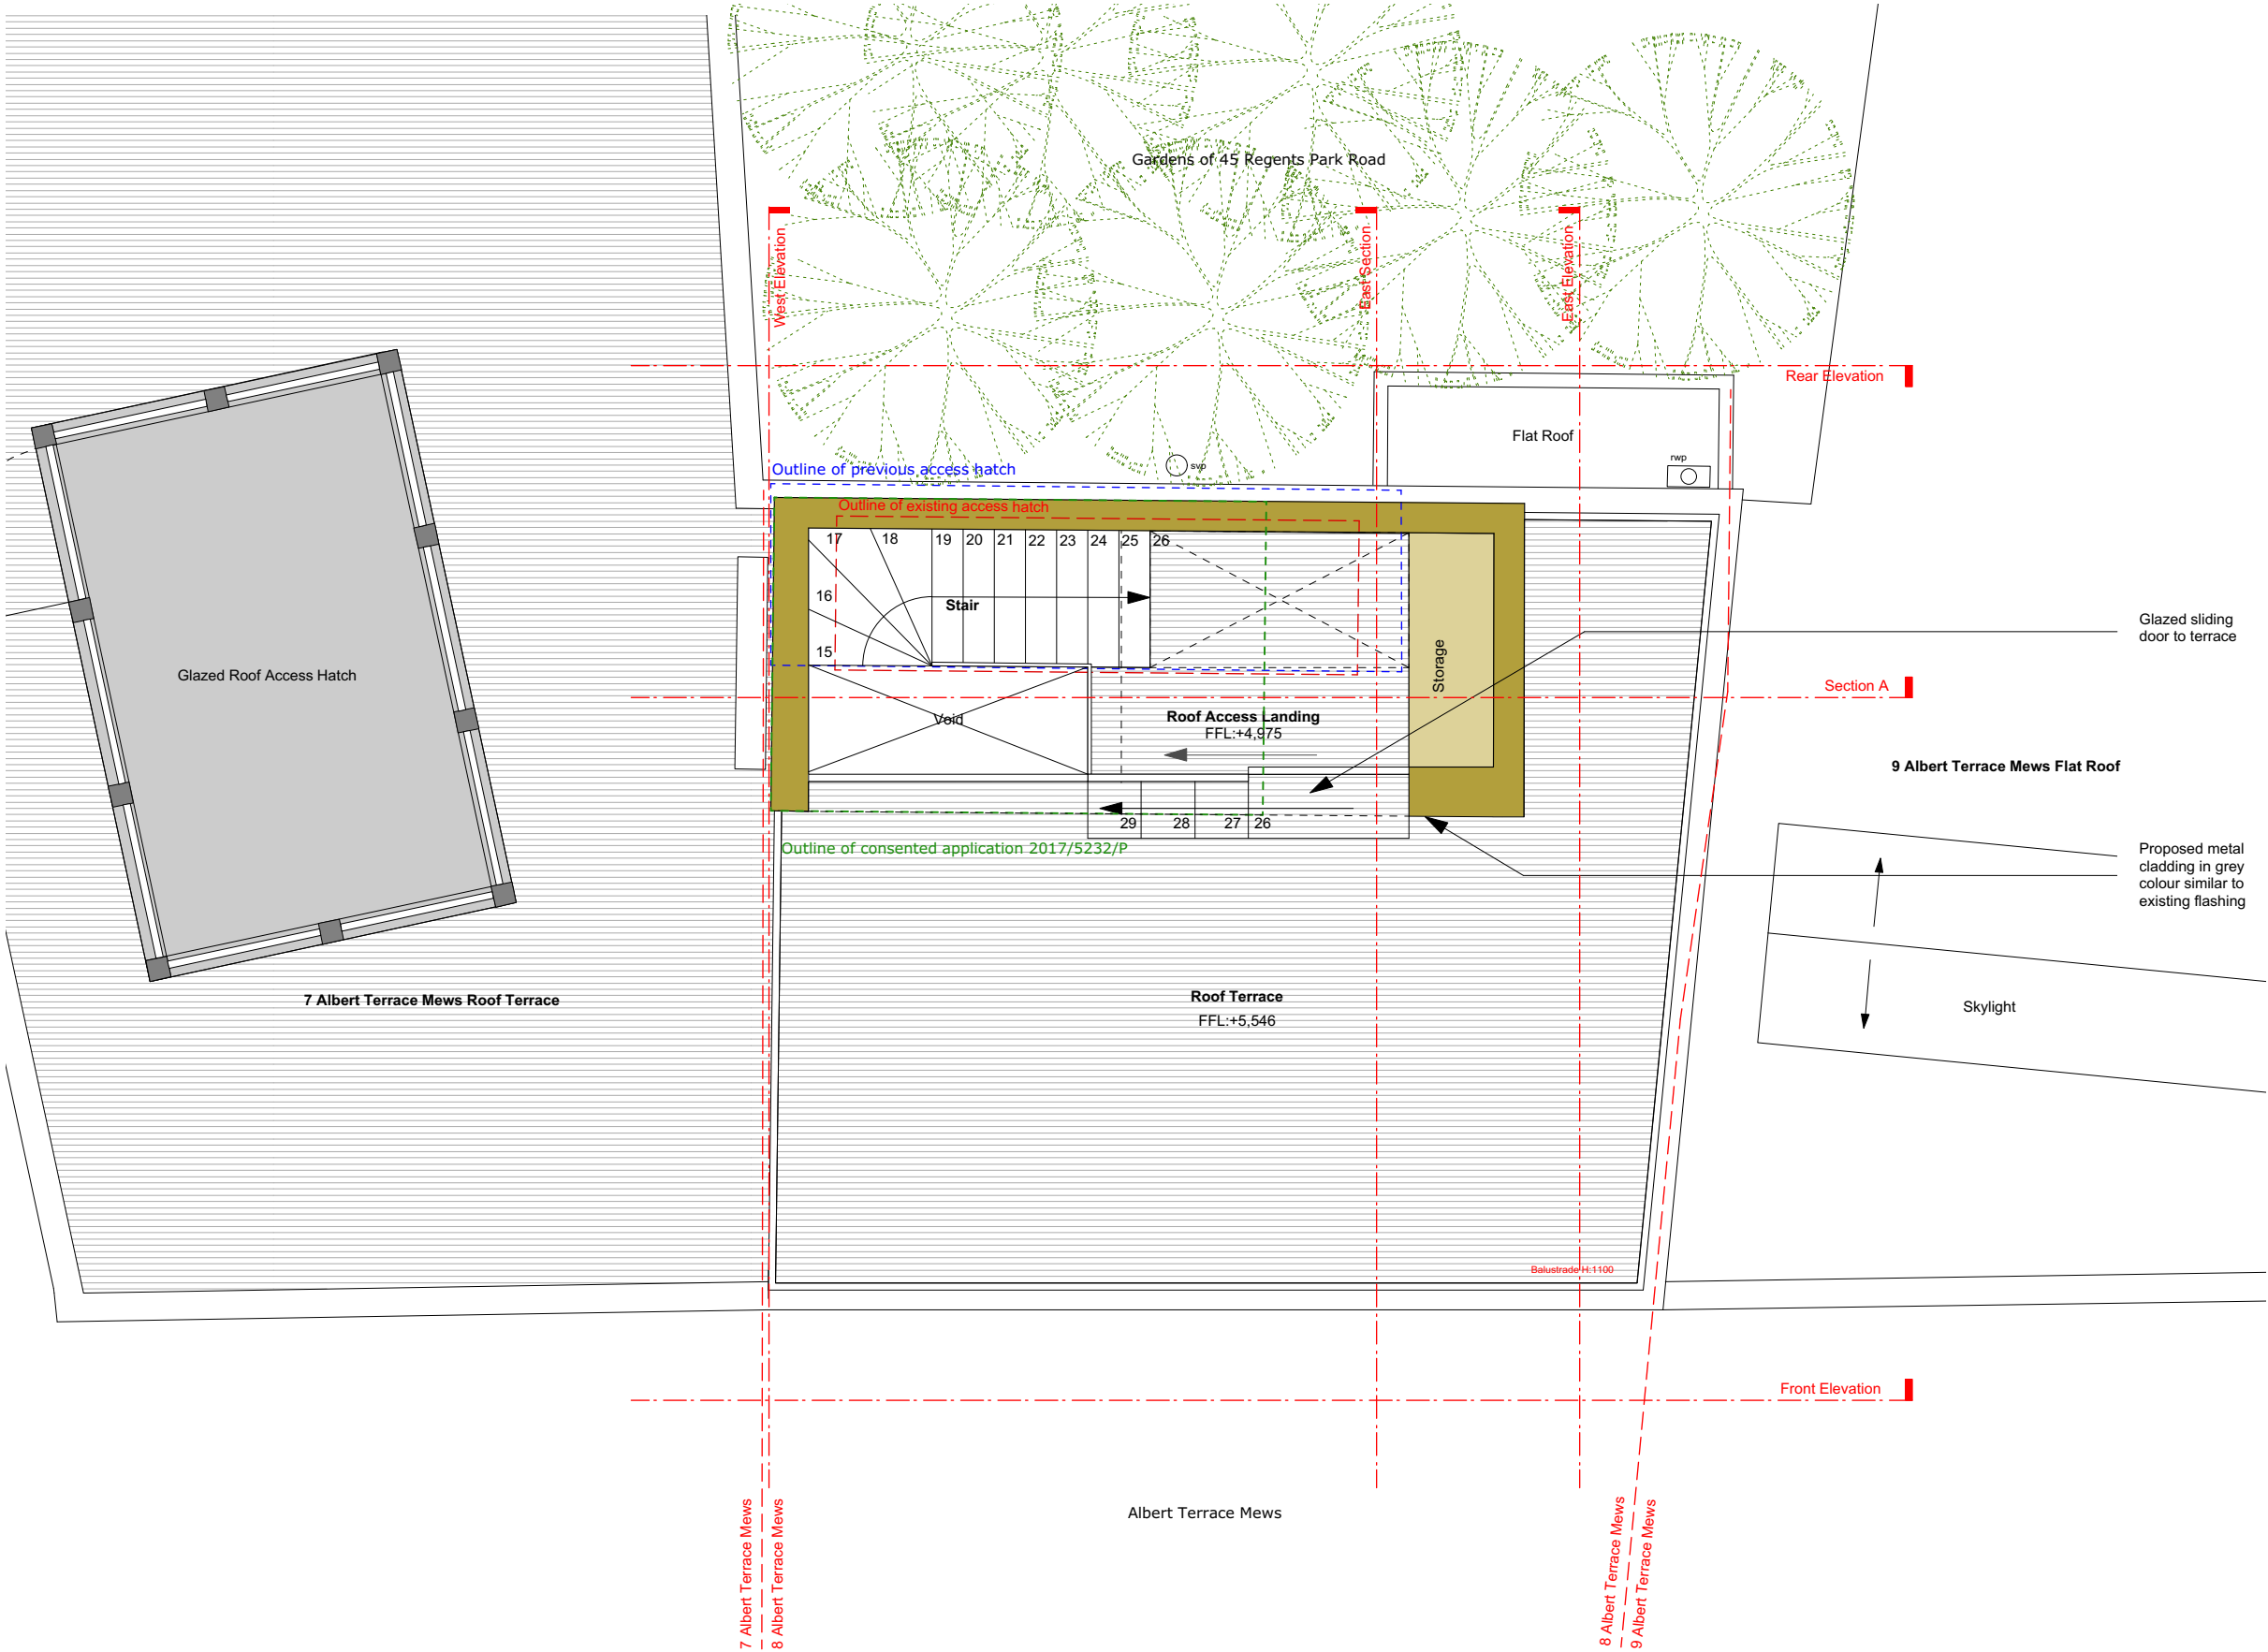 Gardens of 45 Regents Park Road
West Elevation
East Section
East Elevation
Rear Elevation
Flat Roof
rwp
svp
Outline of previous access hatch
Outline of existing access hatch
17
18
19
20
21
22
23
24
25
26
16
Stair
15
Storage
Glazed sliding
door to terrace
Glazed Roof Access Hatch
Section A
Void
Roof Access Landing
FFL:+4,975
9 Albert Terrace Mews Flat Roof
29
28
27
26
Outline of consented application 2017/5232/P
Proposed metal
cladding in grey
colour similar to
existing flashing
7 Albert Terrace Mews Roof Terrace
Roof Terrace
FFL:+5,546
Skylight
Balustrade H:1100
Front Elevation
Albert Terrace Mews
7 Albert Terrace Mews
8 Albert Terrace Mews
8 Albert Terrace Mews
9 Albert Terrace Mews